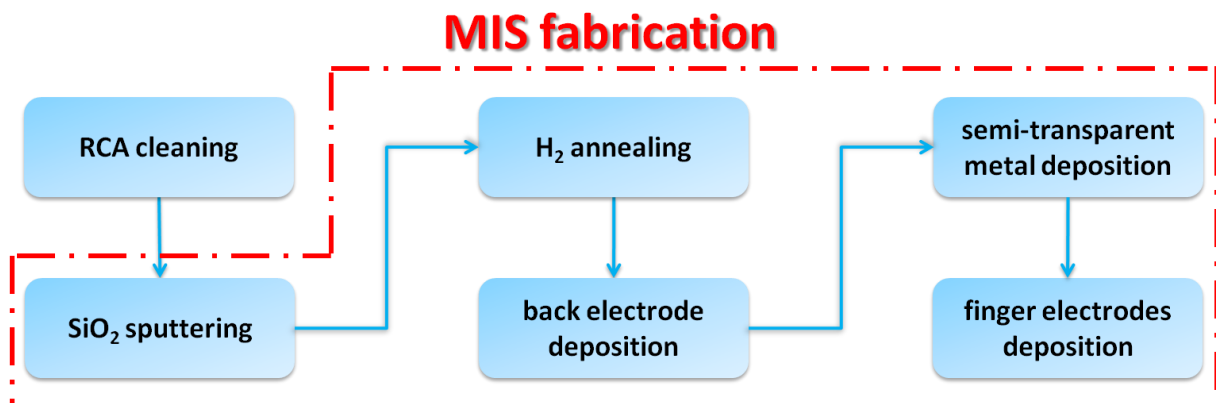 MIS fabrication
RCA cleaning
SiO₂ sputtering
H₂ annealing
back electrode
deposition
semi-transparent
metal deposition
finger electrodes
deposition